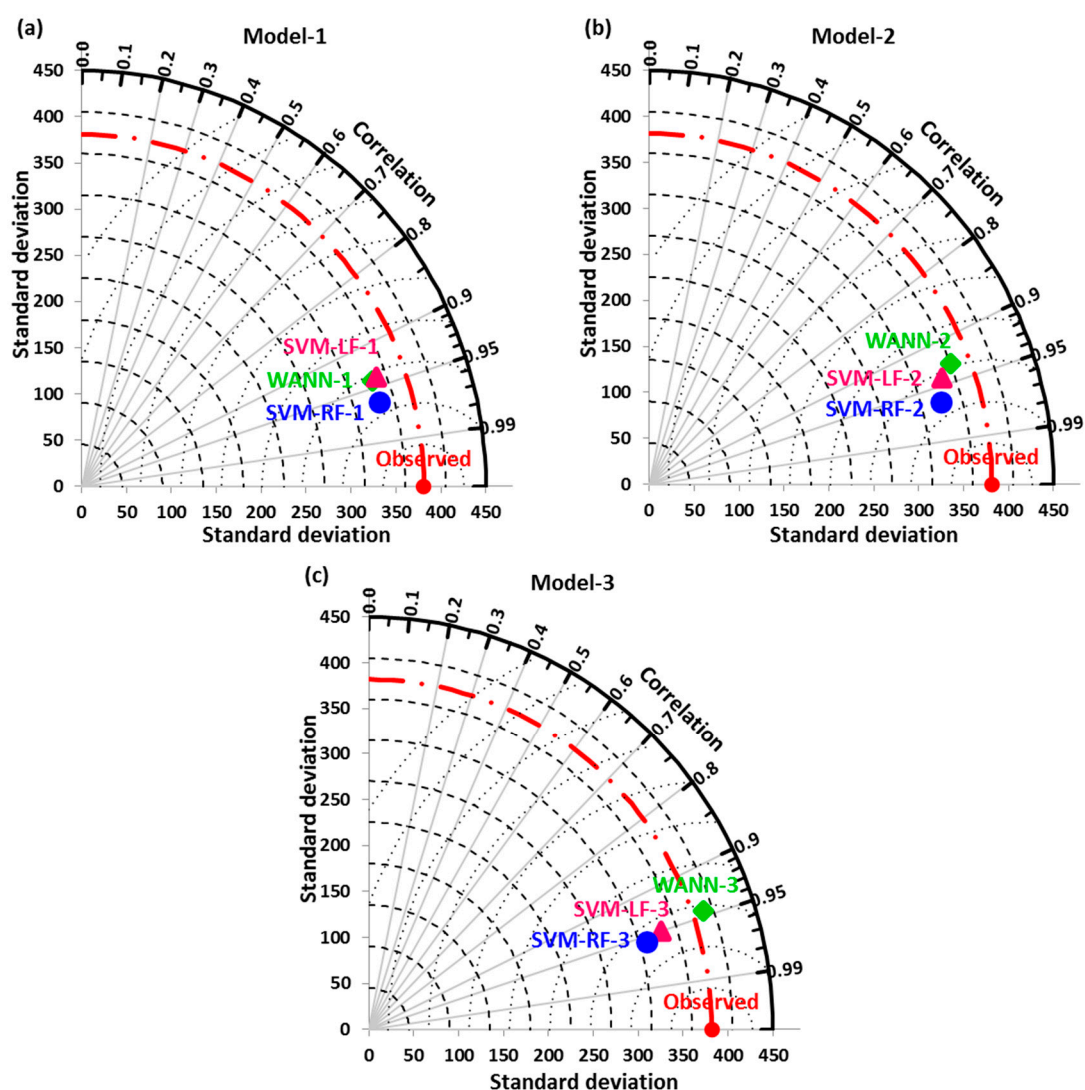 (a)
Model-1
0.0
0.1
0.2
0.3
0.4
0.5
0.6
0.7
0.8
0.9
0.95
0.99
Correlation
Standard deviation
450
400
350
300
250
200
150
100
50
0
SVM-LF-1
WANN-1
SVM-RF-1
Observed
0 50 100 150 200 250 300 350 400 450
Standard deviation
(b)
Model-2
0.0
0.1
0.2
0.3
0.4
0.5
0.6
0.7
0.8
0.9
0.95
0.99
Correlation
Standard deviation
450
400
350
300
250
200
150
100
50
0
WANN-2
SVM-LF-2
SVM-RF-2
Observed
0 50 100 150 200 250 300 350 400 450
Standard deviation
(c)
Model-3
0.0
0.1
0.2
0.3
0.4
0.5
0.6
0.7
0.8
0.9
0.95
0.99
Correlation
Standard deviation
450
400
350
300
250
200
150
100
50
0
WANN-3
SVM-LF-3
SVM-RF-3
Observed
0 50 100 150 200 250 300 350 400 450
Standard deviation